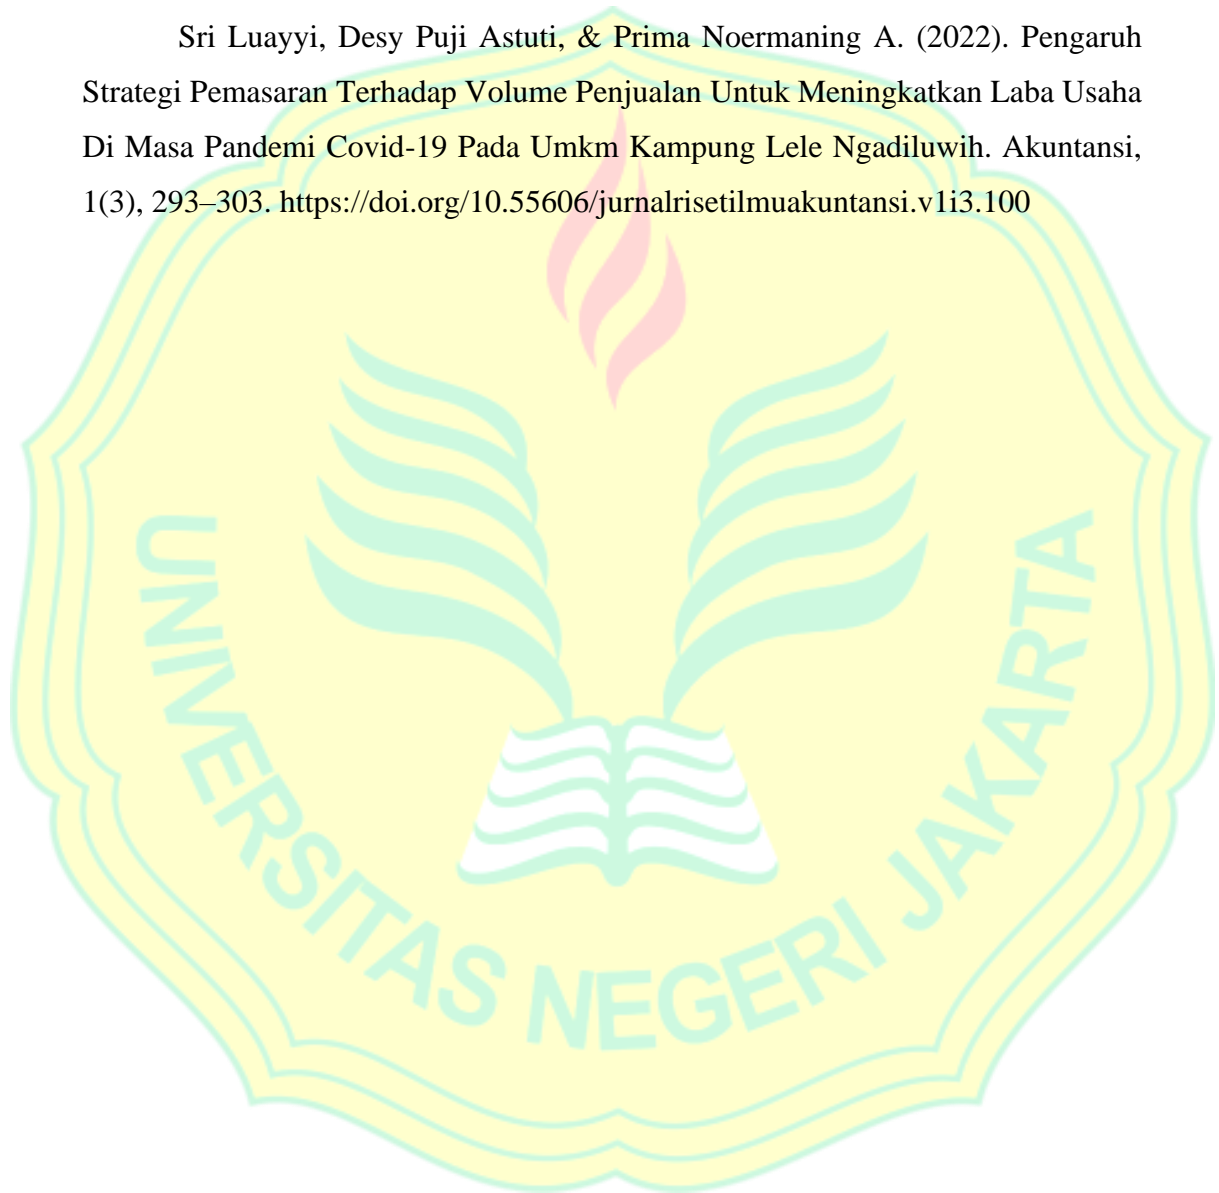 Sri Luayyi, Desy Puji Astuti, & Prima Noermaning A. (2022). Pengaruh
Strategi Pemasaran Terhadap Volume Penjualan Untuk Meningkatkan Laba Usaha
Di Masa Pandemi Covid-19 Pada Umkm Kampung Lele Ngadiluwih. Akuntansi,
1(3), 293–303. https://doi.org/10.55606/jurnalrisetilmuakuntansi.v1i3.100
UNIVERSITAS NEGERI JAKARTA